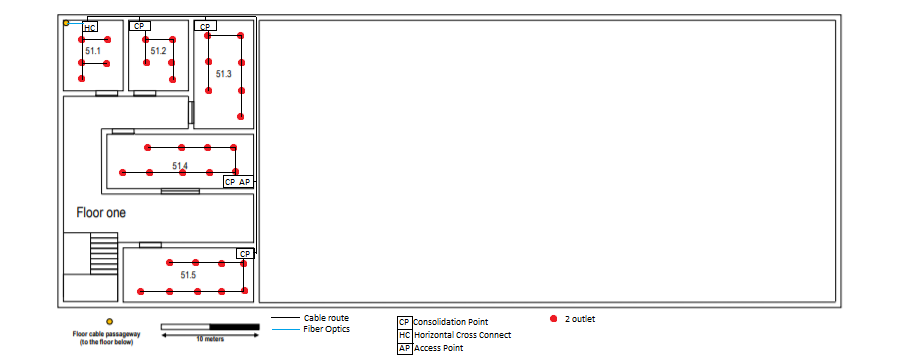 HC
CP
CP
51.1
51.2
51.3
51.4
CP AP
Floor one
CP
51.5
Floor cable passageway
(to the floor below)
10 meters
Cable route
Fiber Optics
CP Consolidation Point
HC Horizontal Cross Connect
AP Access Point
2 outlet